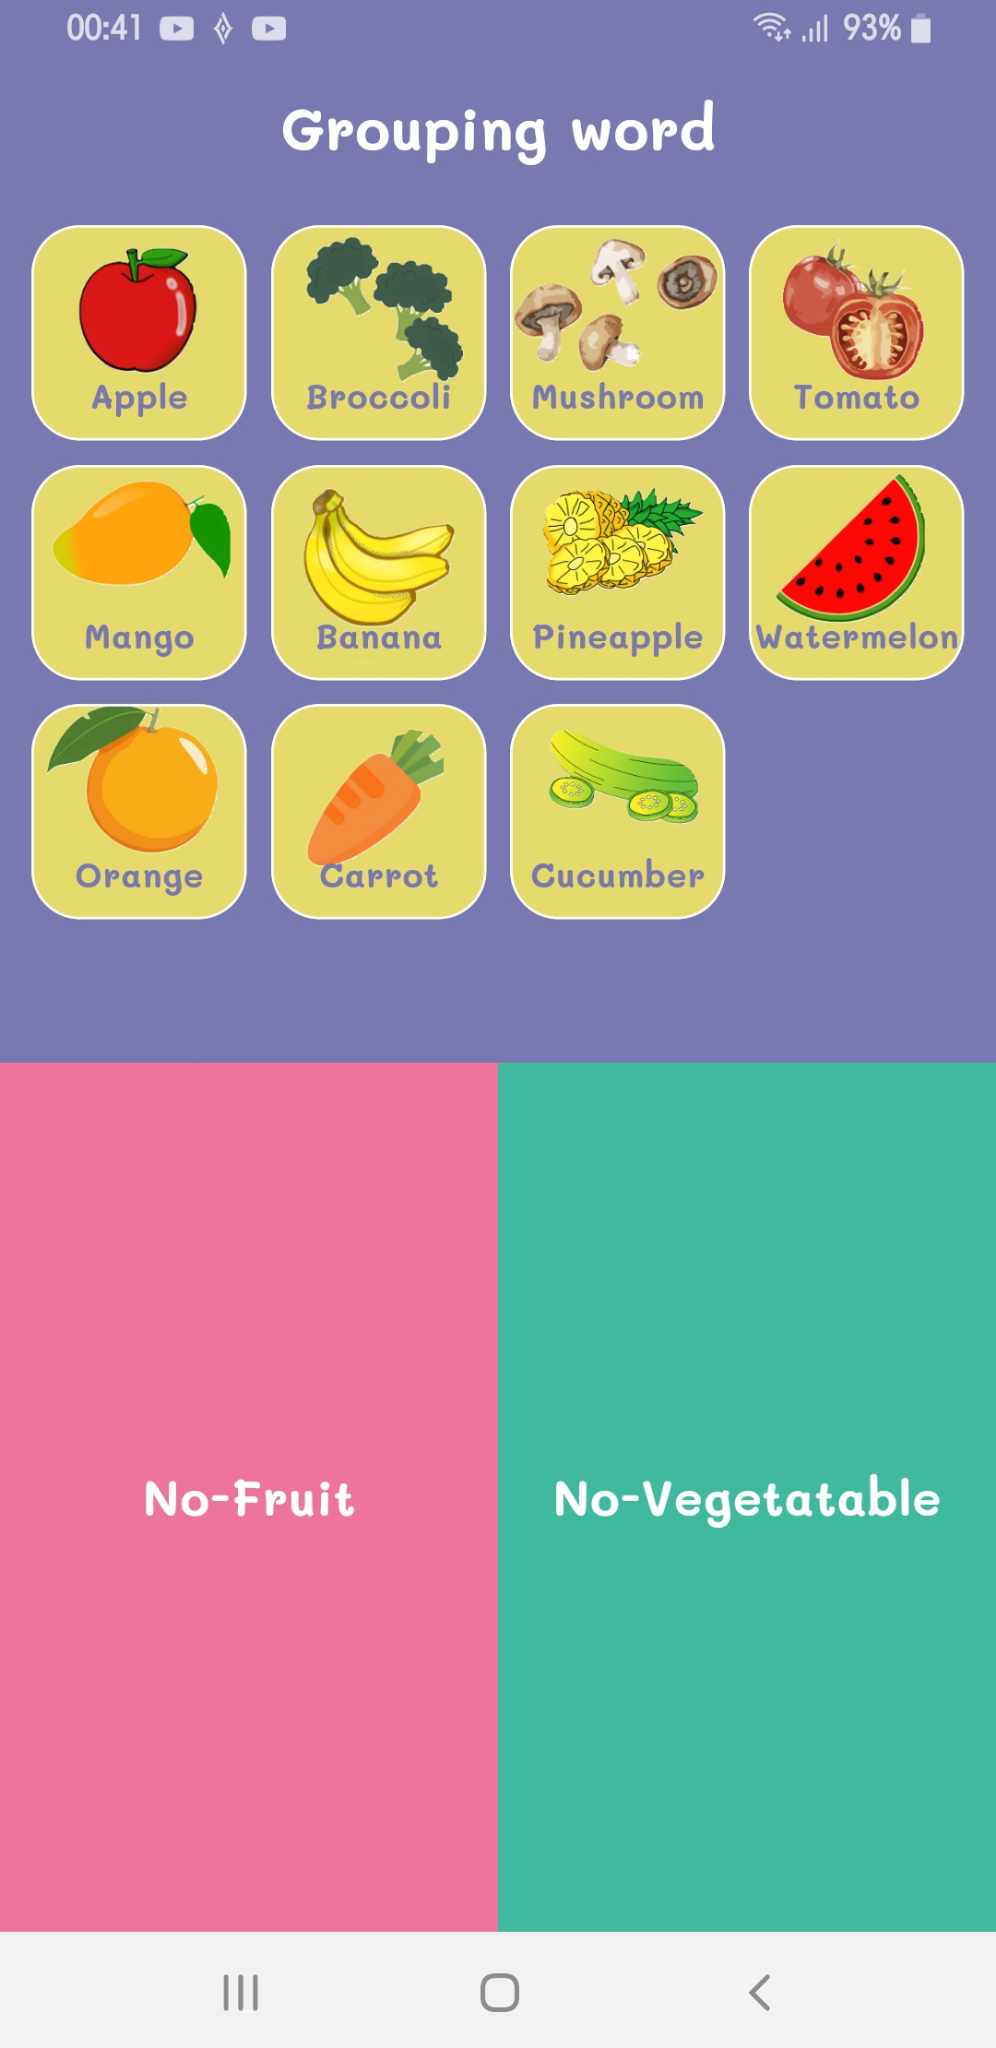 00:41 93%
Grouping word
Apple Broccoli Mushroom Tomato
Mango Banana Pineapple Watermelon
Orange Carrot Cucumber
No-Fruit No-Vegetatable